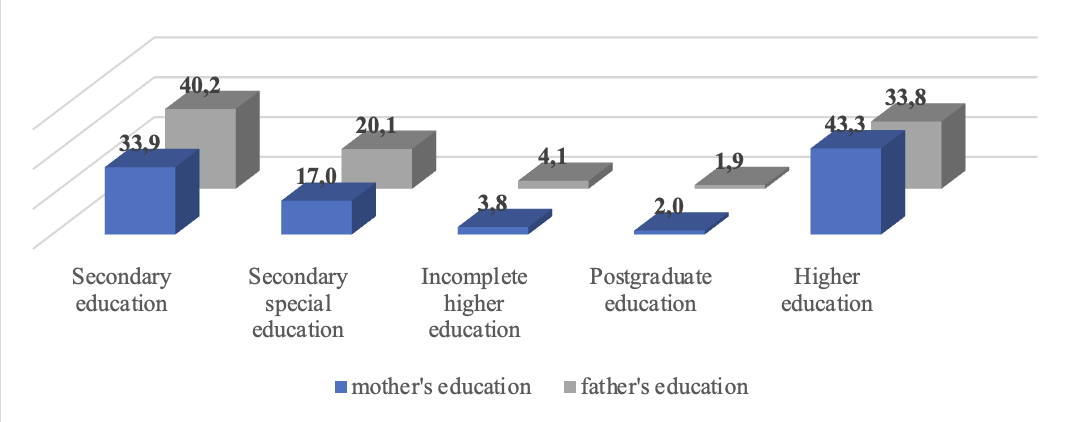 40,2
33,8
33,9
20,1
43,3
17,0
4,1
1,9
3,8
2,0
Secondary
education
Secondary
special
education
Incomplete
higher
education
Postgraduate
education
Higher
education
mother's education
father's education